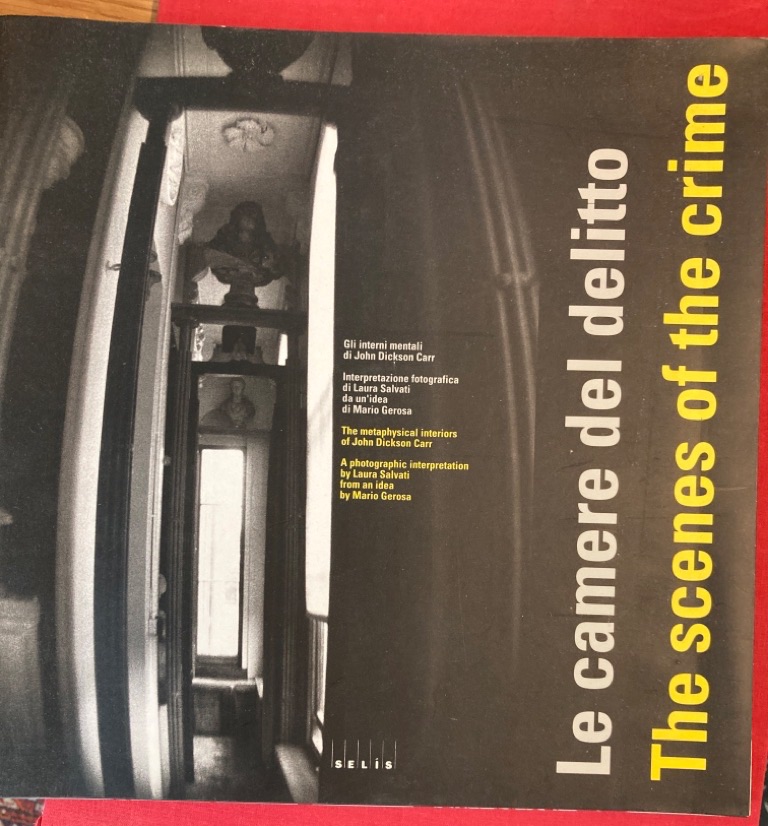 Le camere del delitto
The scenes of the crime
Gli interni mentali
di John Dickson Carr
Interpretazione fotografica
di Laura Salvati
da un'idea
di Mario Gerosa
The metaphysical interiors
of John Dickson Carr
A photographic interpretation
by Laura Salvati
from an idea
by Mario Gerosa
SELÍS